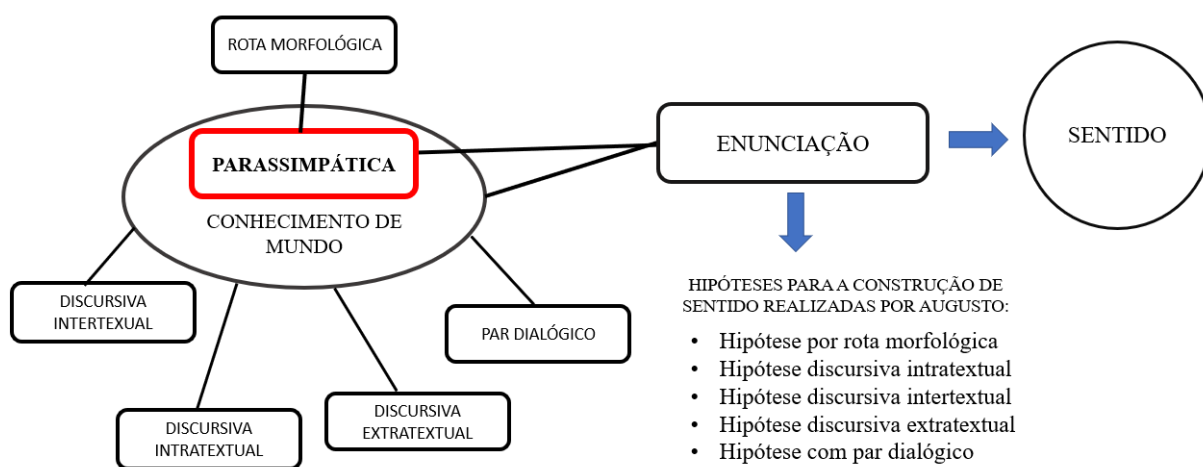 ROTA MORFOLÓGICA
PARASSIMPÁTICA
CONHECIMENTO DE
MUNDO
DISCURSIVA
INTERTEXUAL
DISCURSIVA
INTRATEXTUAL
DISCURSIVA
EXTRATEXTUAL
PAR DIALÓGICO
ENUNCIAÇÃO
SENTIDO
HIPÓTESES PARA A CONSTRUÇÃO DE
SENTIDO REALIZADAS POR AUGUSTO:
• Hipótese por rota morfológica
• Hipótese discursiva intratextual
• Hipótese discursiva intertextual
• Hipótese discursiva extratextual
• Hipótese com par dialógico